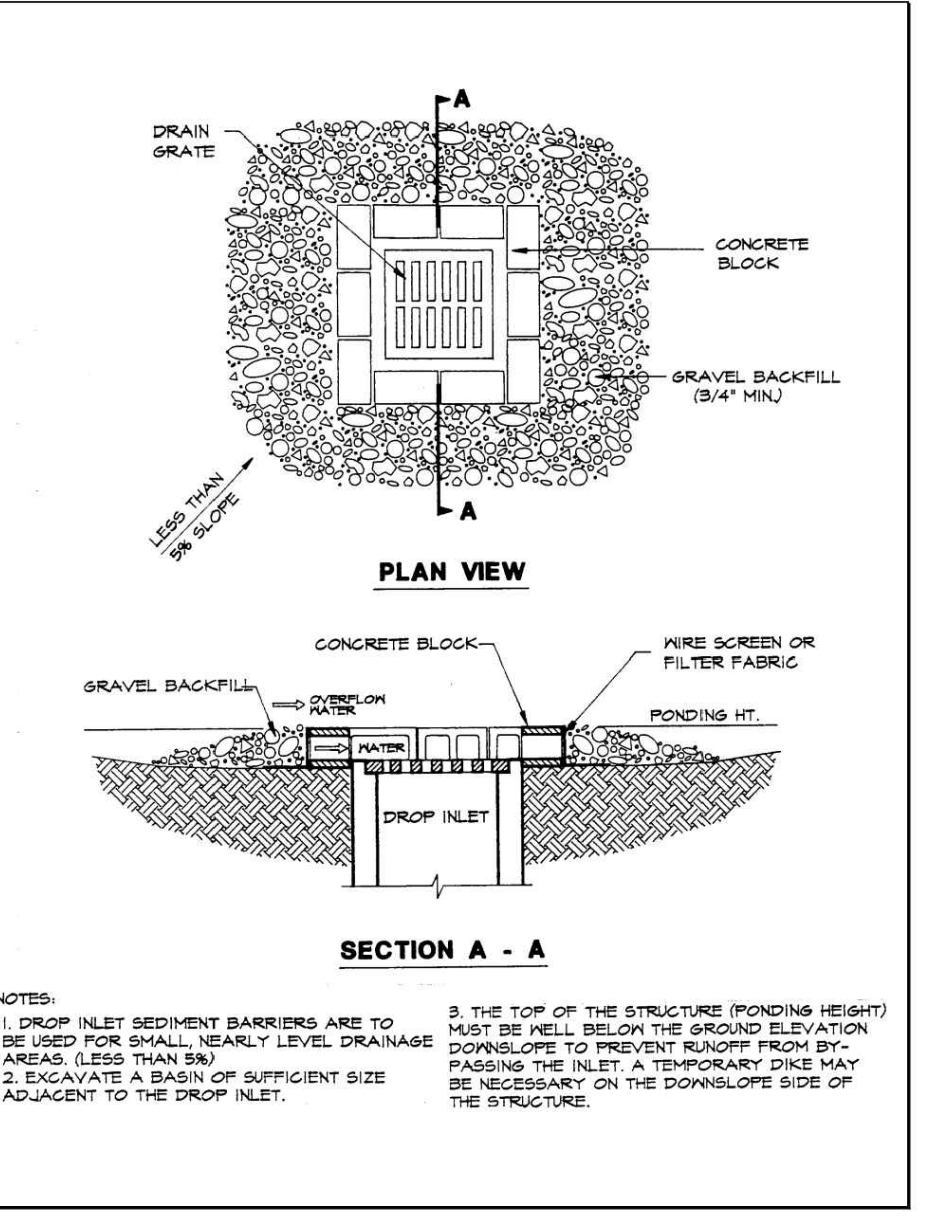 A
DRAIN
GRATE
CONCRETE
BLOCK
GRAVEL BACKFILL
(3/4" MIN.)
LESS THAN
5% SLOPE
A
PLAN VIEW
CONCRETE BLOCK
WIRE SCREEN OR
FILTER FABRIC
GRAVEL BACKFILL
OVERFLOW
WATER
PONDING HT.
WATER
DROP INLET
SECTION A - A
NOTES:
1. DROP INLET SEDIMENT BARRIERS ARE TO
BE USED FOR SMALL, NEARLY LEVEL DRAINAGE
AREAS. (LESS THAN 5%)
2. EXCAVATE A BASIN OF SUFFICIENT SIZE
ADJACENT TO THE DROP INLET.
3. THE TOP OF THE STRUCTURE (PONDING HEIGHT)
MUST BE WELL BELOW THE GROUND ELEVATION
DOWNSLOPE TO PREVENT RUNOFF FROM BY-
PASSING THE INLET. A TEMPORARY DIKE MAY
BE NECESSARY ON THE DOWNSLOPE SIDE OF
THE STRUCTURE.